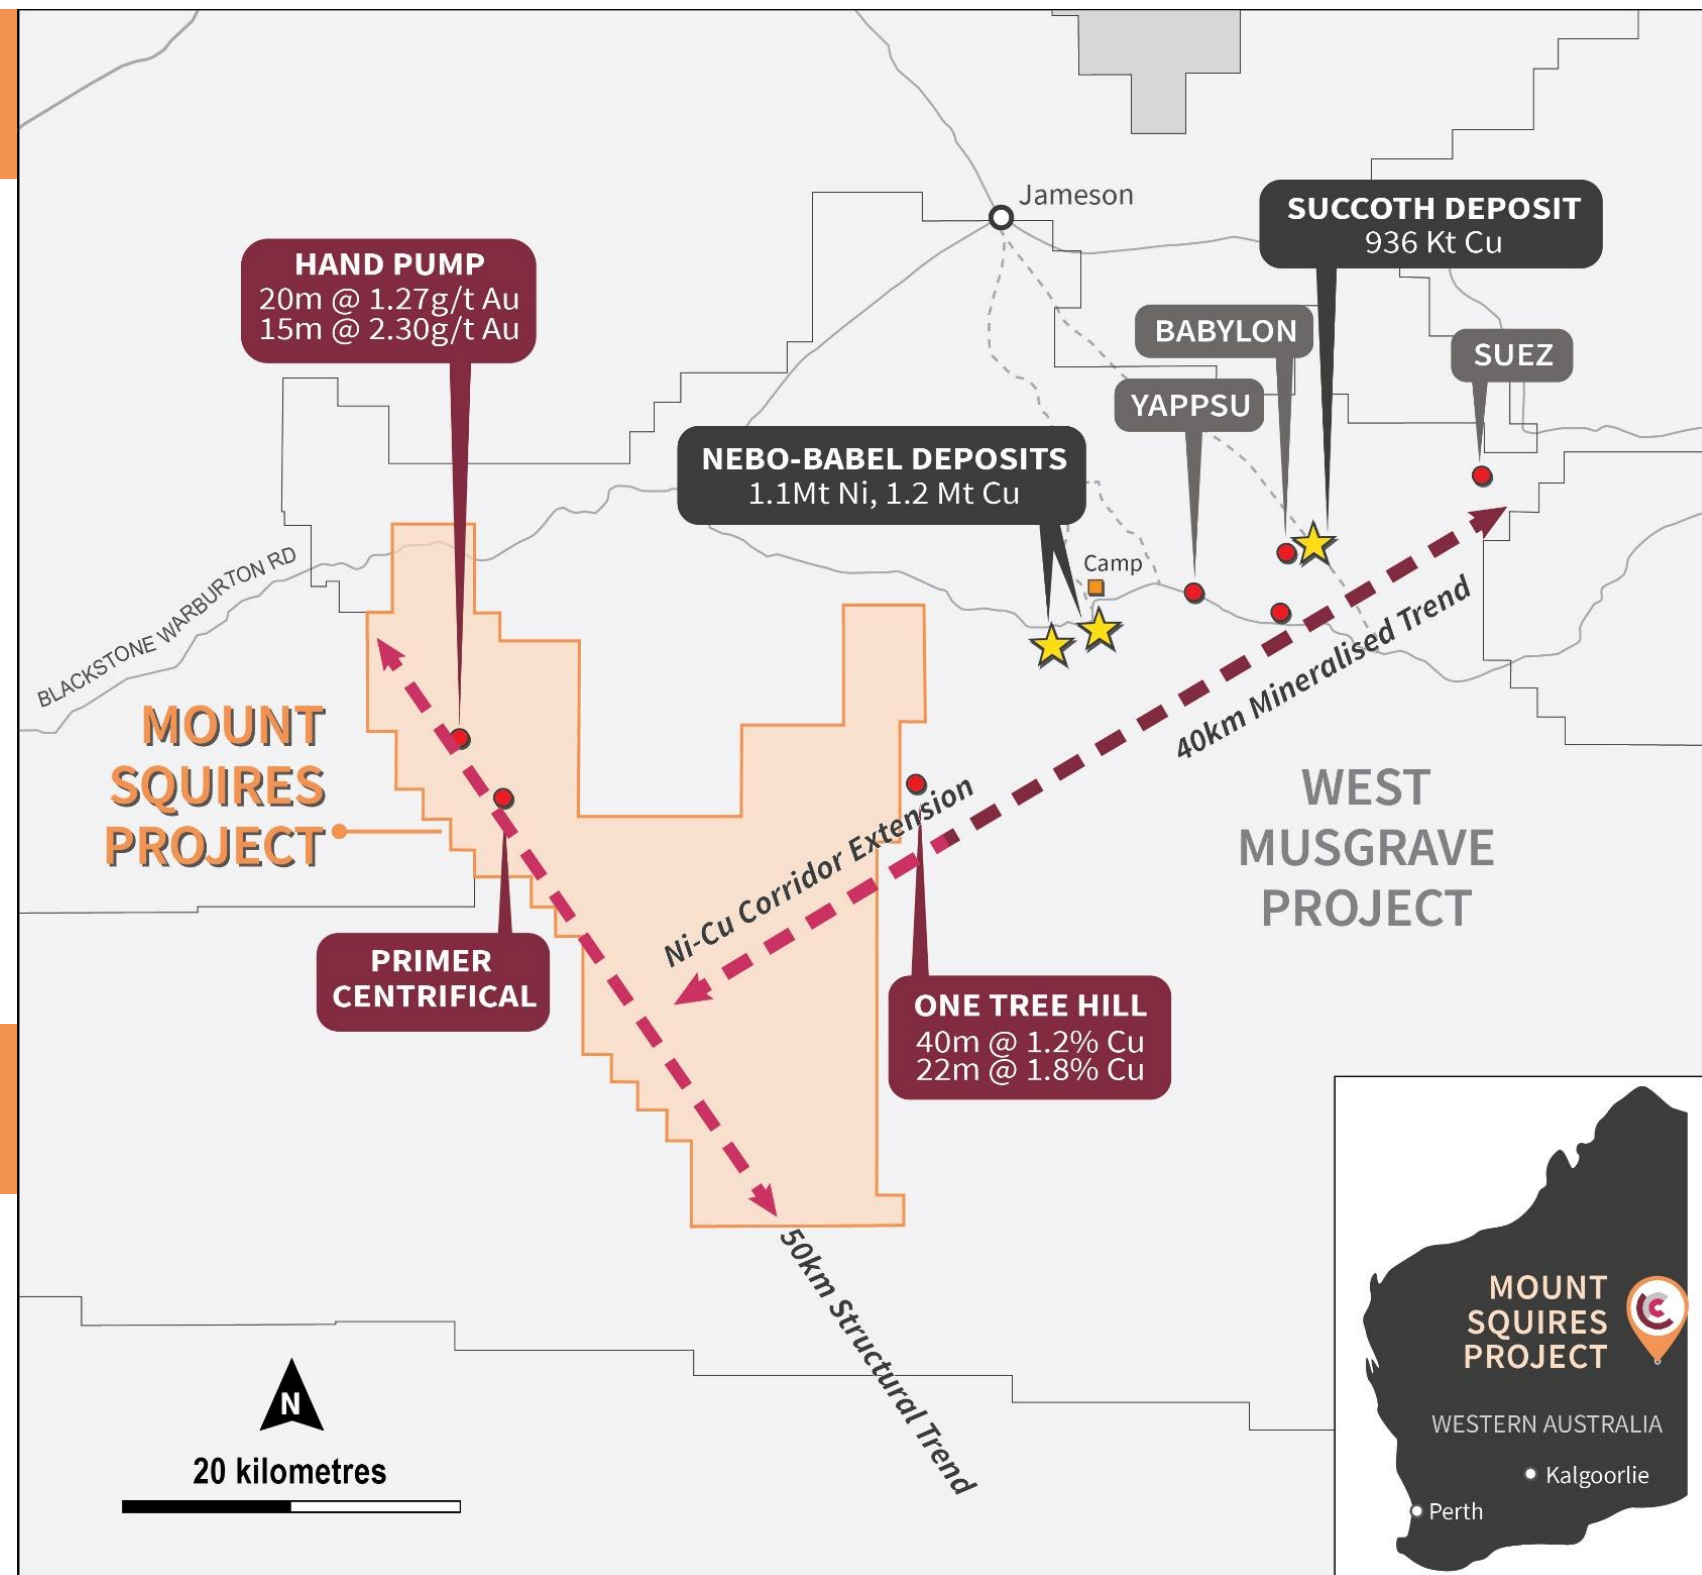 Jameson
SUCCOTH DEPOSIT
936 Kt Cu
HAND PUMP
20m @ 1.27g/t Au
15m @ 2.30g/t Au
BABYLON
SUEZ
YAPPSU
NEBO-BABEL DEPOSITS
1.1Mt Ni, 1.2 Mt Cu
Camp
BLACKSTONE WARBURTON RD
40km Mineralised Trend
MOUNT
SQUIRES
PROJECT
WEST
MUSGRAVE
PROJECT
Ni-Cu Corridor Extension
PRIMER
CENTRIFICAL
ONE TREE HILL
40m @ 1.2% Cu
22m @ 1.8% Cu
50km Structural Trend
N
20 kilometres
MOUNT
SQUIRES
PROJECT
WESTERN AUSTRALIA
Kalgoorlie
Perth